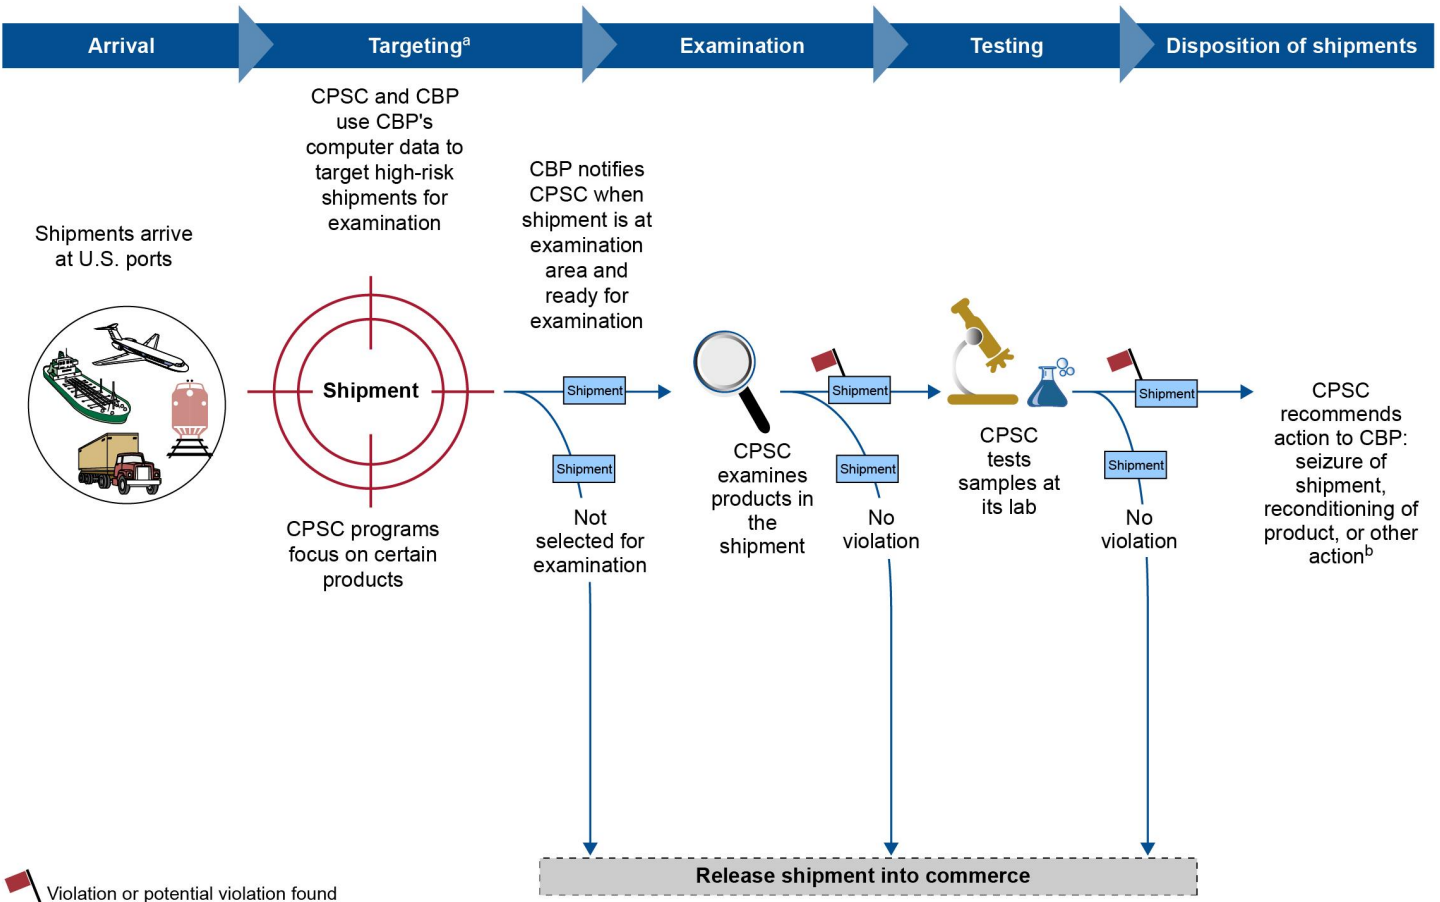 Arrival
Targetinga
Examination
Testing
Disposition of shipments
Shipments arrive
at U.S. ports
CPSC and CBP
use CBP's
computer data to
target high-risk
shipments for
examination
Shipment
CPSC programs
focus on certain
products
CBP notifies
CPSC when
shipment is at
examination
area and
ready for
examination
Shipment
Shipment
Not
selected for
examination
CPSC
examines
products in
the
shipment
Shipment
Shipment
No
violation
CPSC
tests
samples at
its lab
Shipment
Shipment
No
violation
CPSC
recommends
action to CBP:
seizure of
shipment,
reconditioning of
product, or other
actionb
Release shipment into commerce
Violation or potential violation found